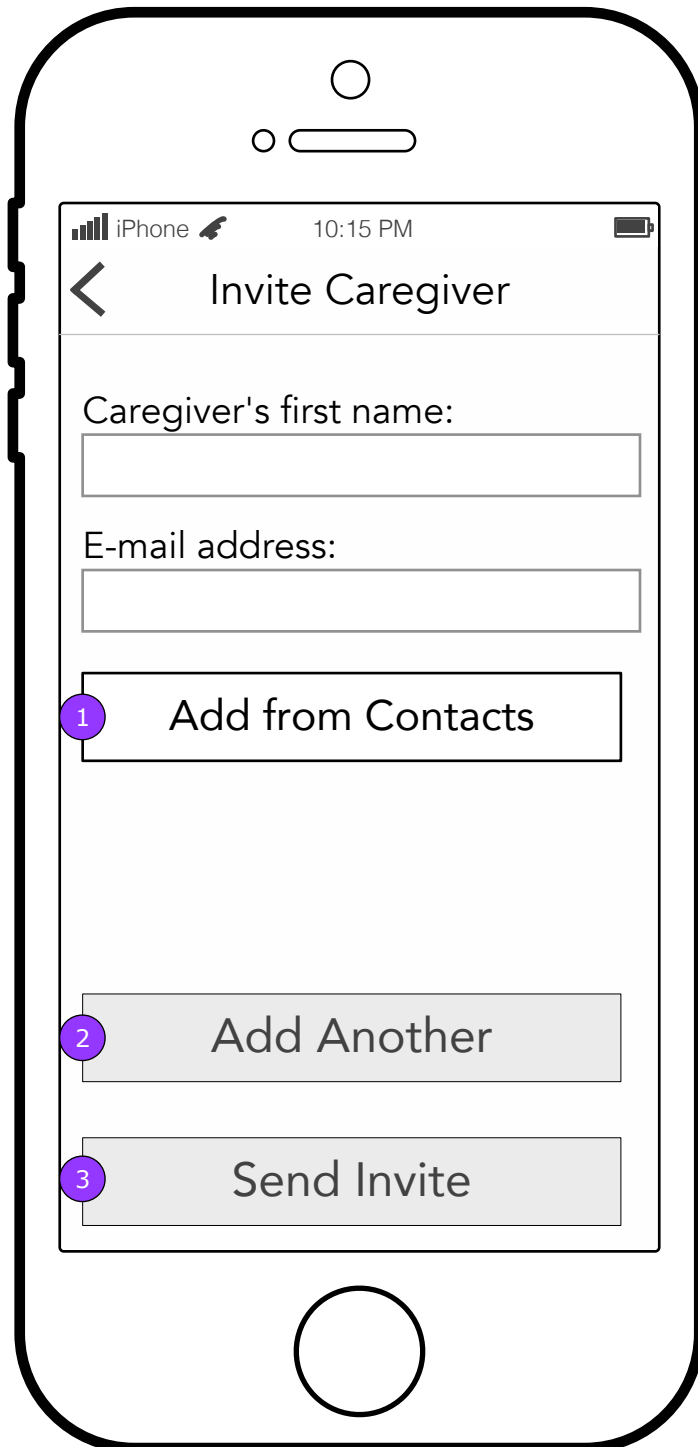 iPhone 10:15 PM
Invite Caregiver
Caregiver's first name:
E-mail address:
1 Add from Contacts
2 Add Another
3 Send Invite